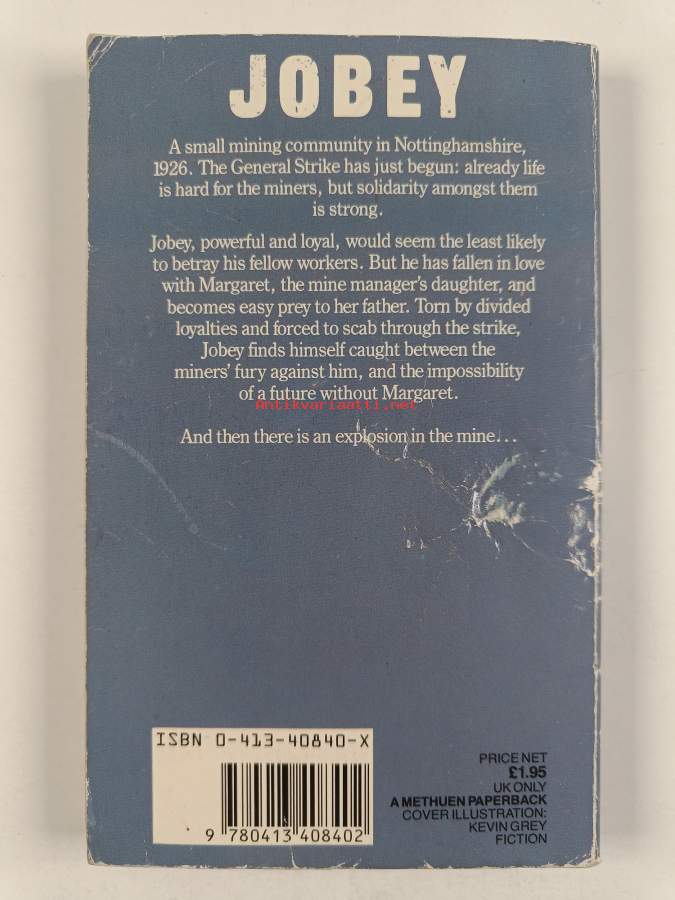 JOBEY
A small mining community in Nottinghamshire,
1926. The General Strike has just begun: already life
is hard for the miners, but solidarity amongst them
is strong.
Jobey, powerful and loyal, would seem the least likely
to betray his fellow workers. But he has fallen in love
with Margaret, the mine manager's daughter, and
becomes easy prey to her father. Torn by divided
loyalties and forced to scab through the strike,
Jobey finds himself caught between the
miners' fury against him, and the impossibility
of a future without Margaret.
Antikvariaatti.net
And then there is an explosion in the mine...
ISBN 0-413-40840-X
9 780413 408402
PRICE NET
£1.95
UK ONLY
A METHUEN PAPERBACK
COVER ILLUSTRATION:
KEVIN GREY
FICTION